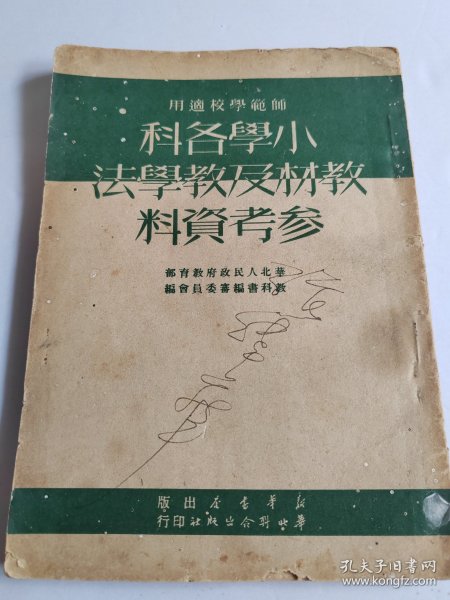 師範學校適用
小學各科
教材及教學法
參考資料
華北人民政府教育部
教科書編審委員會編
新華書店出版
華北聯合出版社印行
孔夫子旧书网
www.kongfz.com